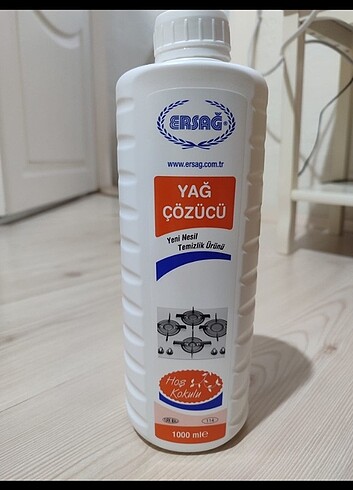 ERSAĞ®
www.ersag.com.tr
YAĞ
ÇÖZÜCÜ
Yeni Nesil
Temizlik Ürünü
Hoş
Kokulu
1000 ml℮